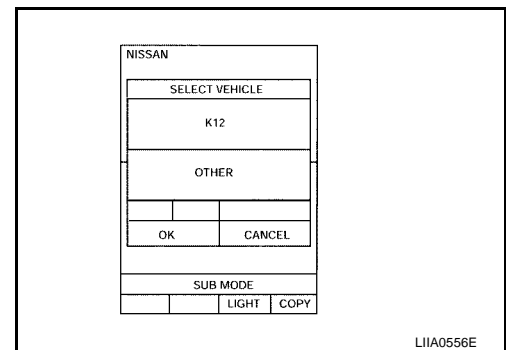 NISSAN
SELECT VEHICLE
K12
OTHER
OK CANCEL
SUB MODE
LIGHT COPY
LIIA0556E